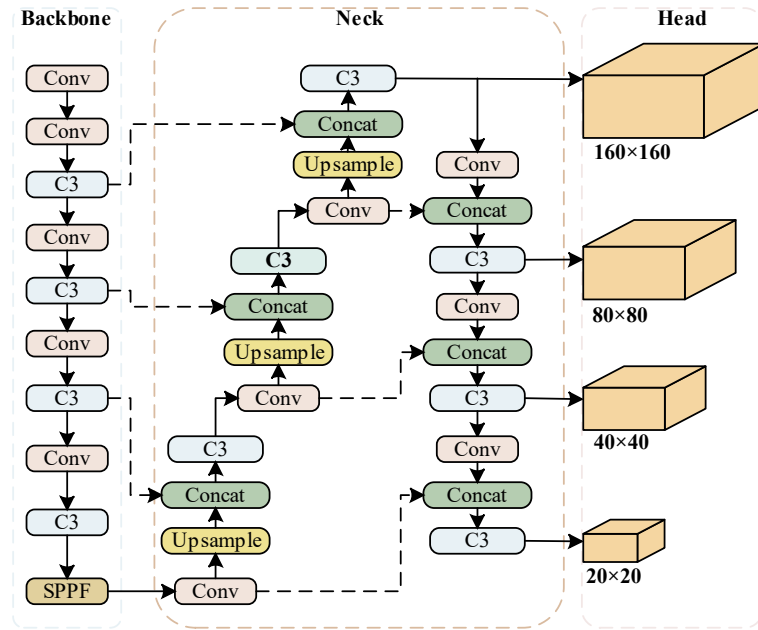 Backbone
Neck
Head
Conv
Conv
C3
Conv
C3
Conv
C3
Conv
C3
SPPF
C3
Concat
Upsample
Conv
C3
Concat
Upsample
Conv
C3
Concat
Upsample
Conv
Conv
Concat
C3
Conv
Concat
C3
Conv
Concat
C3
160×160
80×80
40×40
20×20